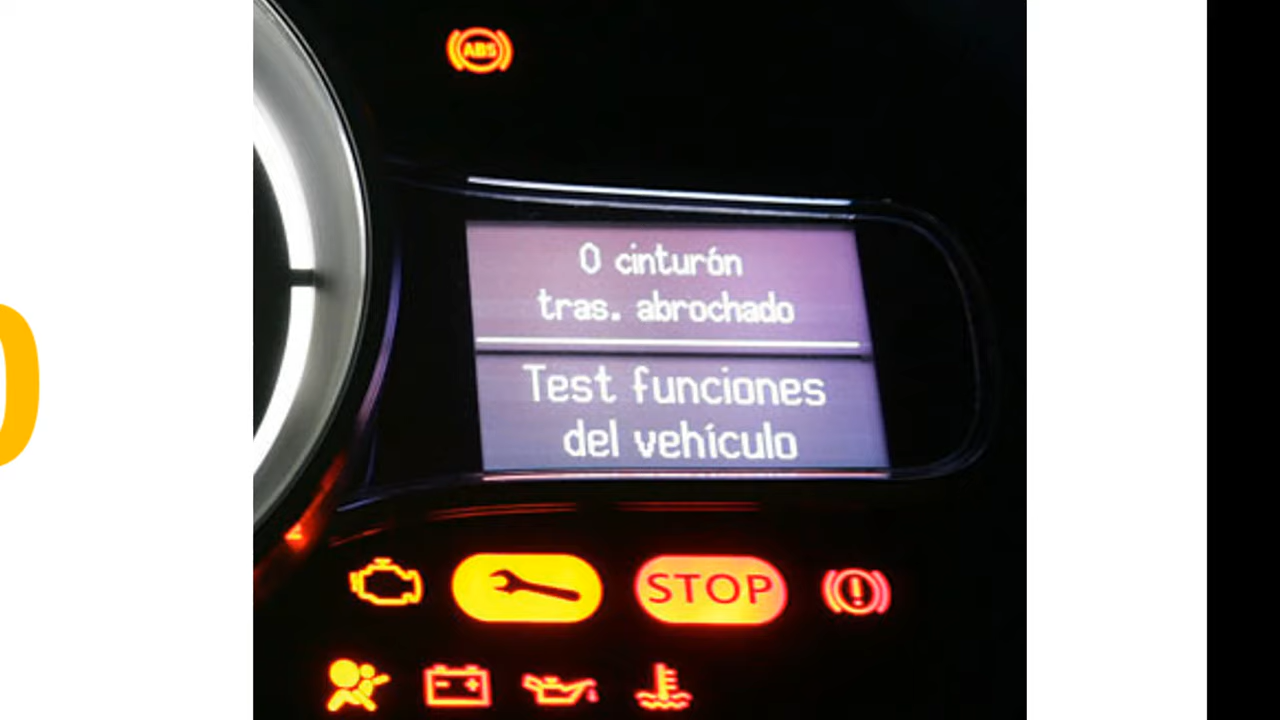 ABS
0 cinturón
tras. abrochado
Test funciones
del vehículo
STOP